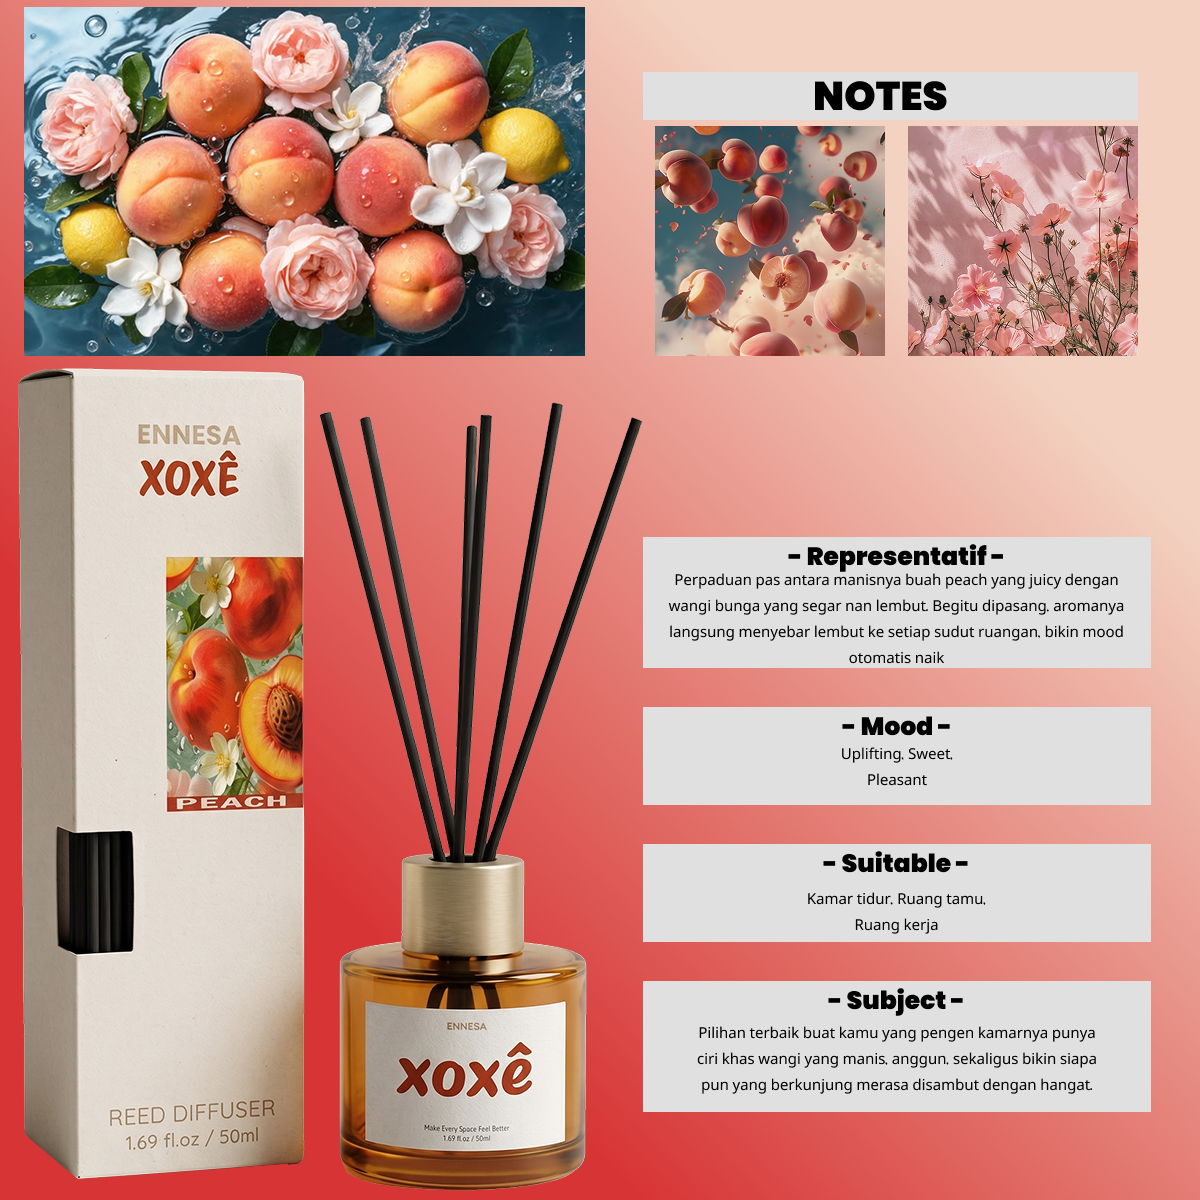 NOTES
ENNESA
XOXÊ
PEACH
REED DIFFUSER
1.69 fl.oz / 50ml
ENNESA
xoxê
Make Every Space Feel Better
1.69 fl.oz / 50ml
- Representatif -
Perpaduan pas antara manisnya buah peach yang juicy dengan
wangi bunga yang segar nan lembut. Begitu dipasang, aromanya
langsung menyebar lembut ke setiap sudut ruangan, bikin mood
otomatis naik
- Mood -
Uplifting, Sweet,
Pleasant
- Suitable -
Kamar tidur, Ruang tamu,
Ruang kerja
- Subject -
Pilihan terbaik buat kamu yang pengen kamarnya punya
ciri khas wangi yang manis, anggun, sekaligus bikin siapa
pun yang berkunjung merasa disambut dengan hangat.